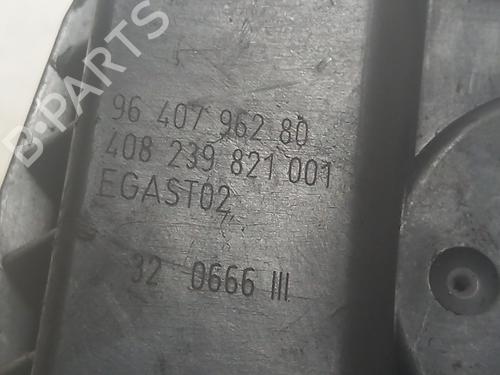 B-PARTS
96 407 962 80
408 239 821 001
EGAST02
32 0666 III